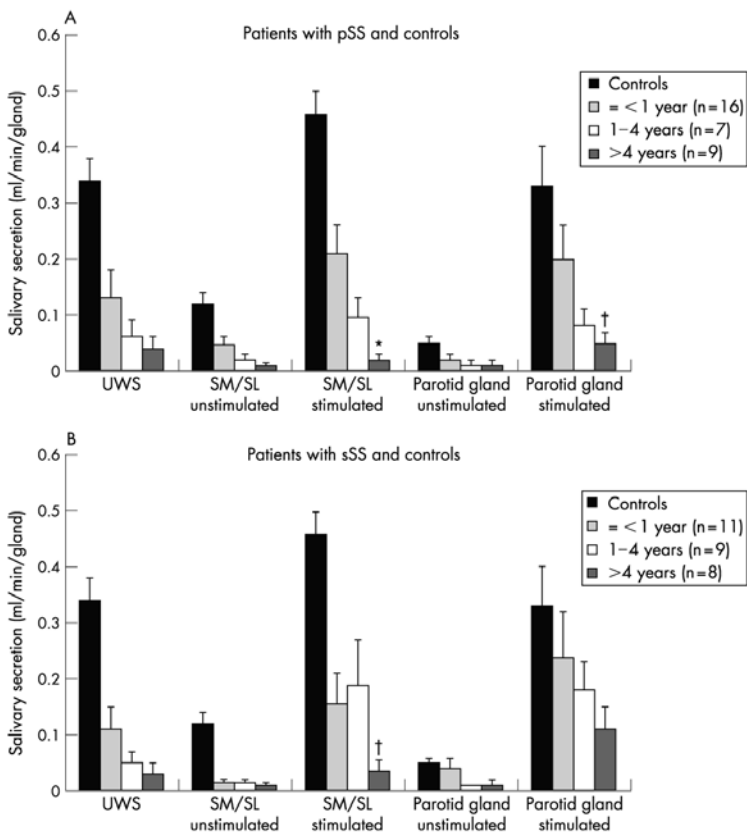 A
Patients with pSS and controls
0.6
0.5
0.4
0.3
0.2
0.1
0
Salivary secretion (ml/min/gland)
Controls
= <1 year (n=16)
1–4 years (n=7)
>4 years (n=9)
*
†
UWS
SM/SL
unstimulated
SM/SL
stimulated
Parotid gland
unstimulated
Parotid gland
stimulated
B
Patients with sSS and controls
0.6
0.5
0.4
0.3
0.2
0.1
0
Salivary secretion (ml/min/gland)
Controls
= <1 year (n=11)
1–4 years (n=9)
>4 years (n=8)
†
UWS
SM/SL
unstimulated
SM/SL
stimulated
Parotid gland
unstimulated
Parotid gland
stimulated